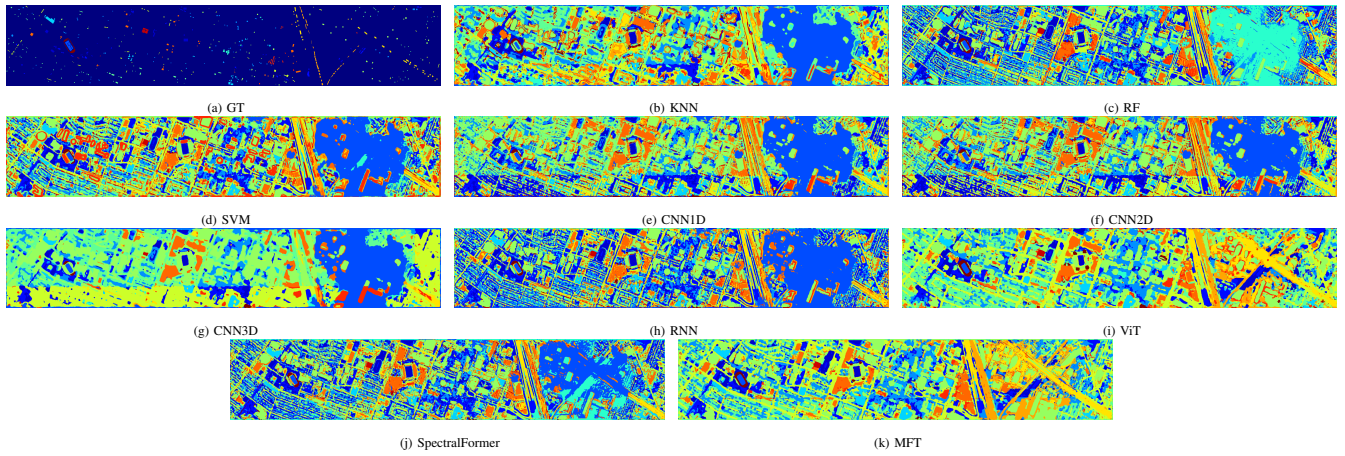 (a) GT
(b) KNN
(c) RF
(d) SVM
(e) CNN1D
(f) CNN2D
(g) CNN3D
(h) RNN
(i) ViT
(j) SpectralFormer
(k) MFT